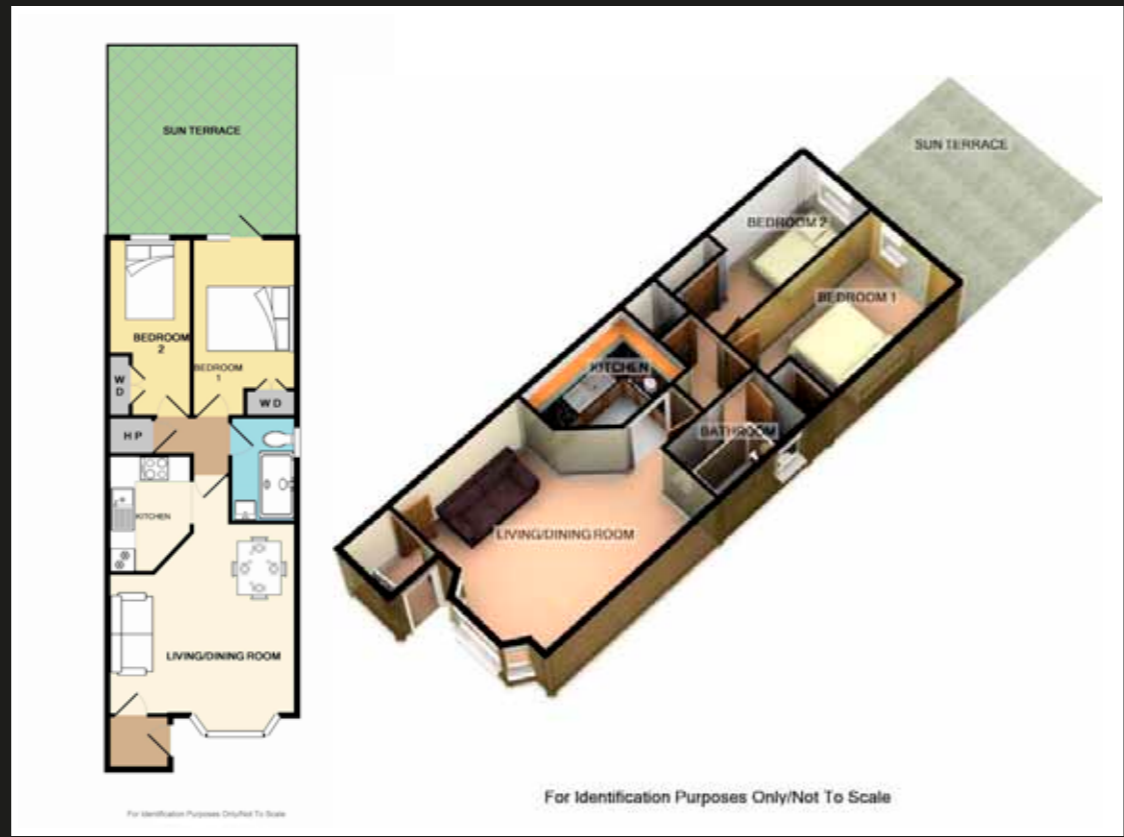 SUN TERRACE
BEDROOM
2
BEDROOM
1
W
D
W D
H P
KITCHEN
LIVING/DINING ROOM
For Identification Purposes Only/Not To Scale
SUN TERRACE
BEDROOM 2
BEDROOM 1
KITCHEN
BATHROOM
LIVING/DINING ROOM
For Identification Purposes Only/Not To Scale